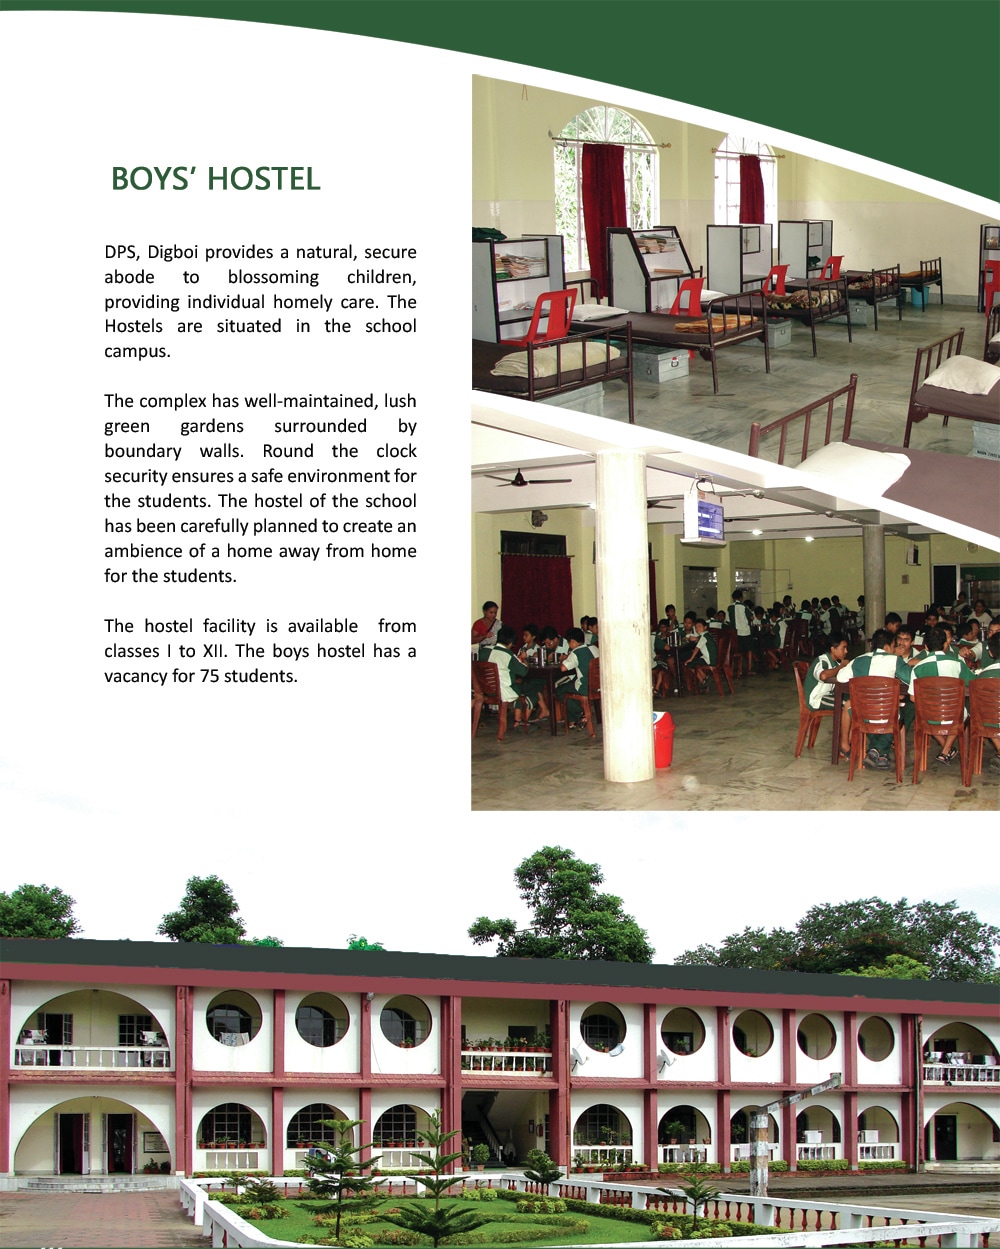 BOYS' HOSTEL
DPS, Digboi provides a natural, secure
abode to blossoming children,
providing individual homely care. The
Hostels are situated in the school
campus.
The complex has well-maintained, lush
green gardens surrounded by
boundary walls. Round the clock
security ensures a safe environment for
the students. The hostel of the school
has been carefully planned to create an
ambience of a home away from home
for the students.
The hostel facility is available from
classes I to XII. The boys hostel has a
vacancy for 75 students.